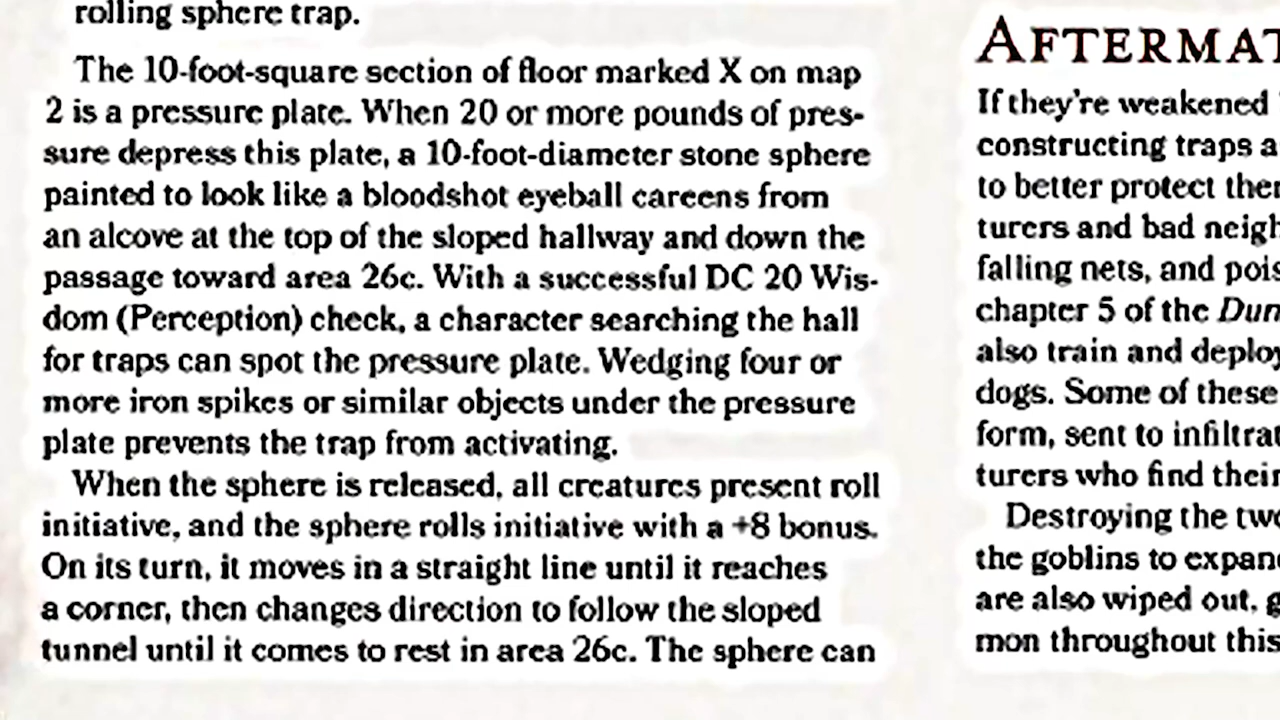 rolling sphere trap.
The 10-foot-square section of floor marked X on map
2 is a pressure plate. When 20 or more pounds of pres-
sure depress this plate, a 10-foot-diameter stone sphere
painted to look like a bloodshot eyeball careens from
an alcove at the top of the sloped hallway and down the
passage toward area 26c. With a successful DC 20 Wis-
dom (Perception) check, a character searching the hall
for traps can spot the pressure plate. Wedging four or
more iron spikes or similar objects under the pressure
plate prevents the trap from activating.
When the sphere is released, all creatures present roll
initiative, and the sphere rolls initiative with a +8 bonus.
On its turn, it moves in a straight line until it reaches
a corner, then changes direction to follow the sloped
tunnel until it comes to rest in area 26c. The sphere can
AFTERMAT
If they're weakened
constructing traps a
to better protect the
turers and bad neigh
falling nets, and pois
chapter 5 of the Dun
also train and deploy
dogs. Some of these
form, sent to infiltrat
turers who find their
Destroying the two
the goblins to expan
are also wiped out, g
mon throughout this